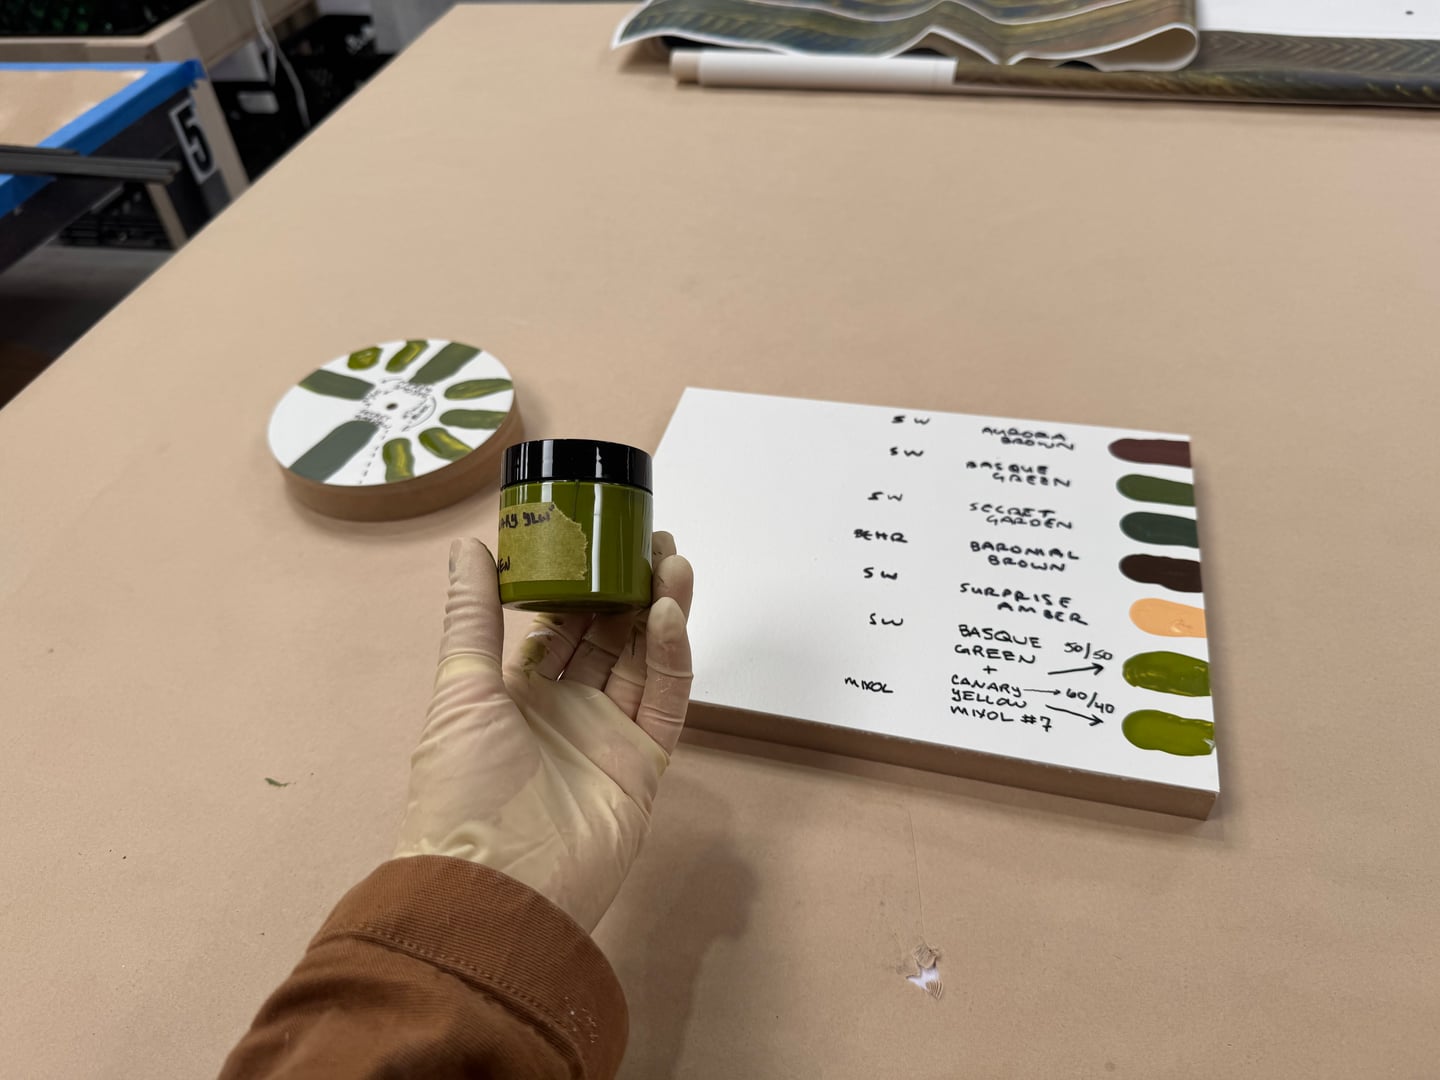 5
SW AURORA
BROWN
SW BASQUE
GREEN
SW SECRET
GARDEN
BEHR BARONIAL
BROWN
SW SURPRISE
AMBER
SW BASQUE 50/50
GREEN
+
MIXOL CANARY 60/40
YELLOW
MIXOL #7